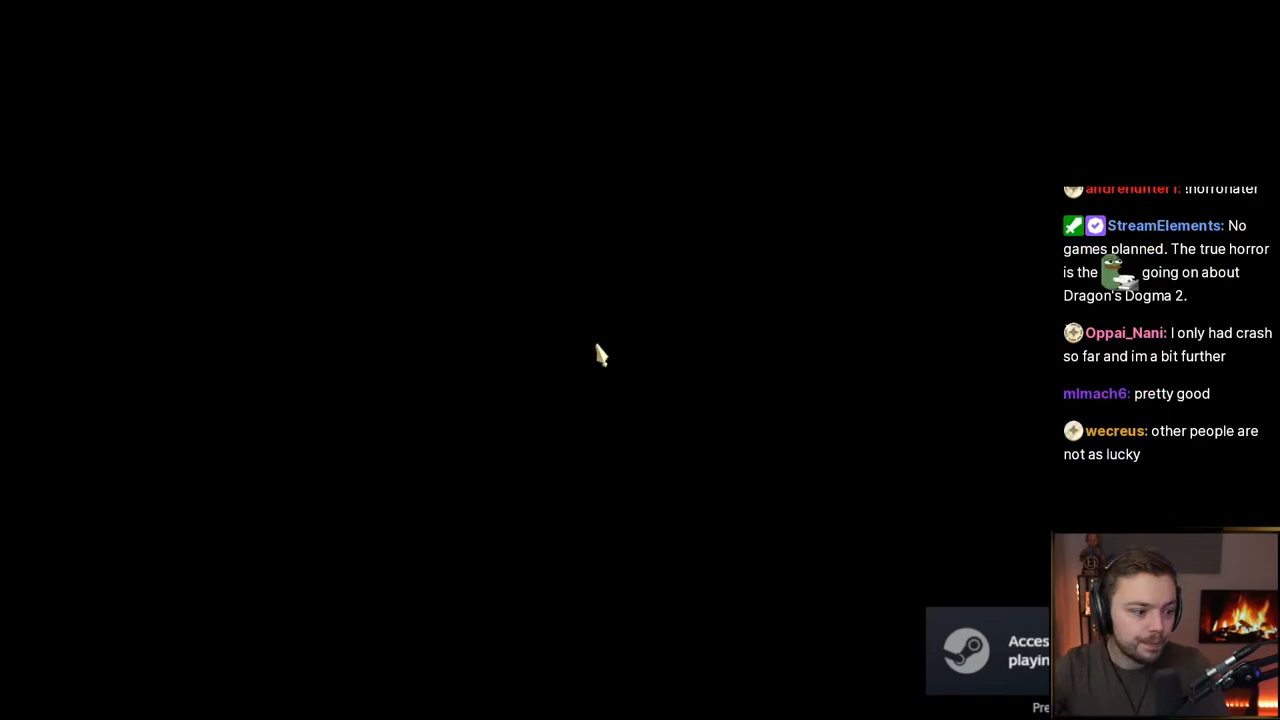 andrehunter1: !horrorlater
StreamElements: No
games planned. The true horror
is the going on about
Dragon's Dogma 2.
Oppai_Nani: I only had crash
so far and im a bit further
mlmach6: pretty good
wecreus: other people are
not as lucky
Acces
playin
Pre